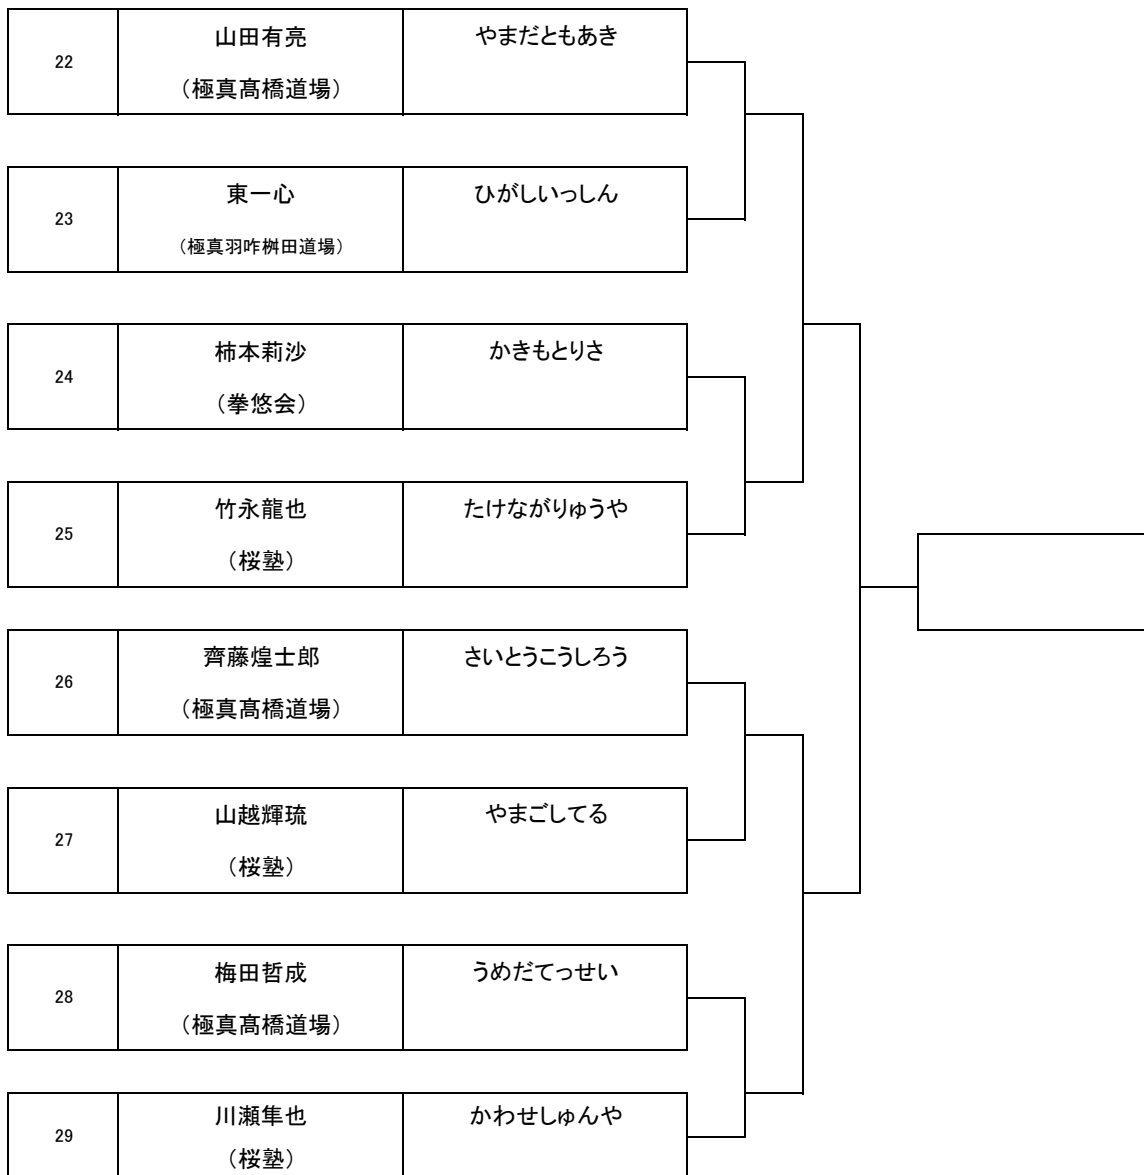 22
山田有亮
（極真髙橋道場）
やまだともあき
23
東一心
（極真羽咋桝田道場）
ひがしいっしん
24
柿本莉沙
（拳悠会）
かきもとりさ
25
竹永龍也
（桜塾）
たけながりゅうや
26
齊藤煌士郎
（極真髙橋道場）
さいとうこうしろう
27
山越輝琉
（桜塾）
やまごしてる
28
梅田哲成
（極真髙橋道場）
うめだてっせい
29
川瀬隼也
（桜塾）
かわせしゅんや